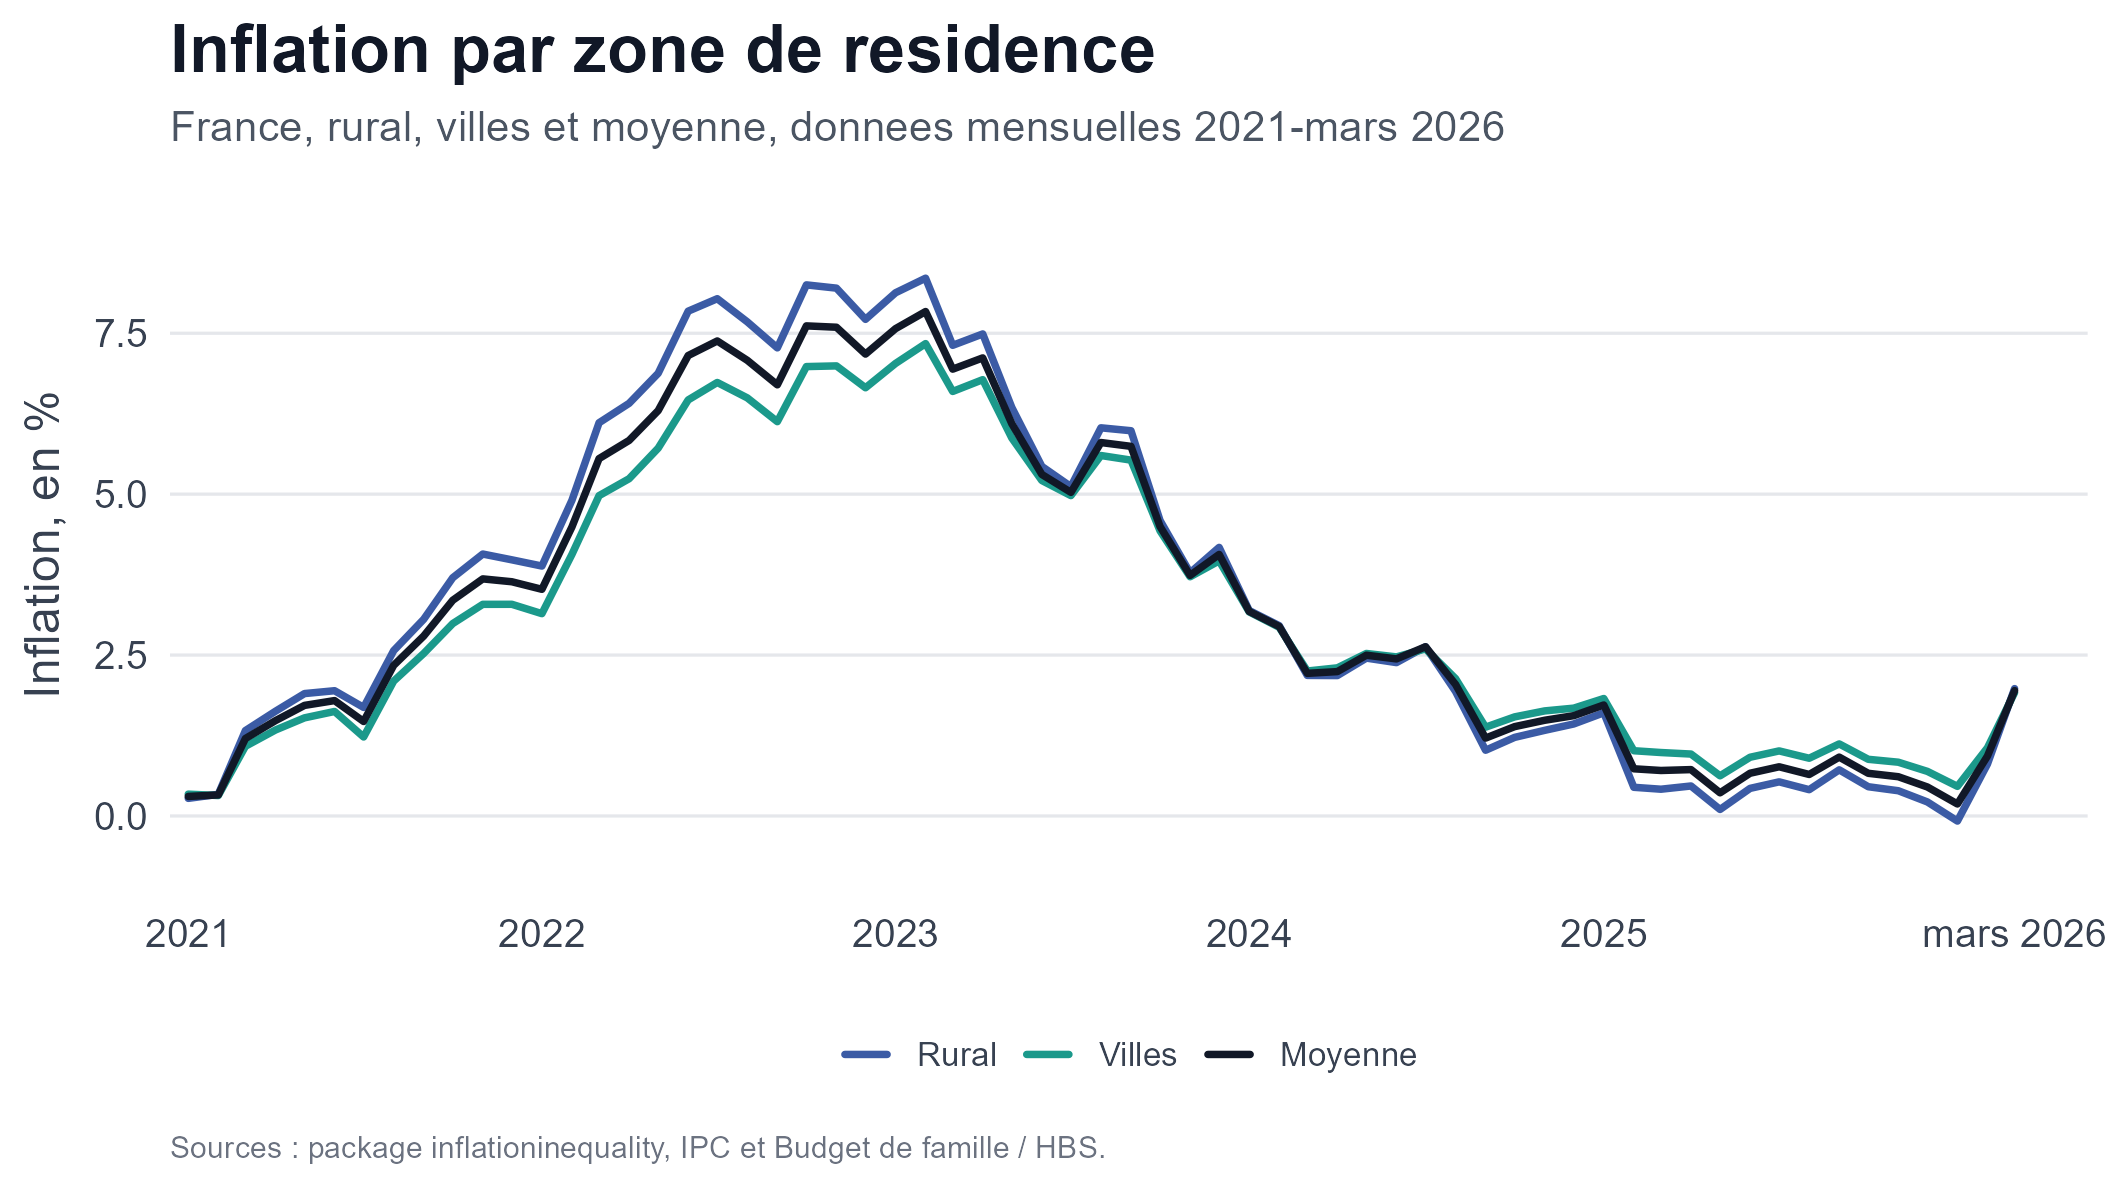 Inflation par zone de residence
France, rural, villes et moyenne, donnees mensuelles 2021-mars 2026
Inflation, en %
7.5
5.0
2.5
0.0
2021 2022 2023 2024 2025 mars 2026
Rural Villes Moyenne
Sources : package inflationinequality, IPC et Budget de famille / HBS.